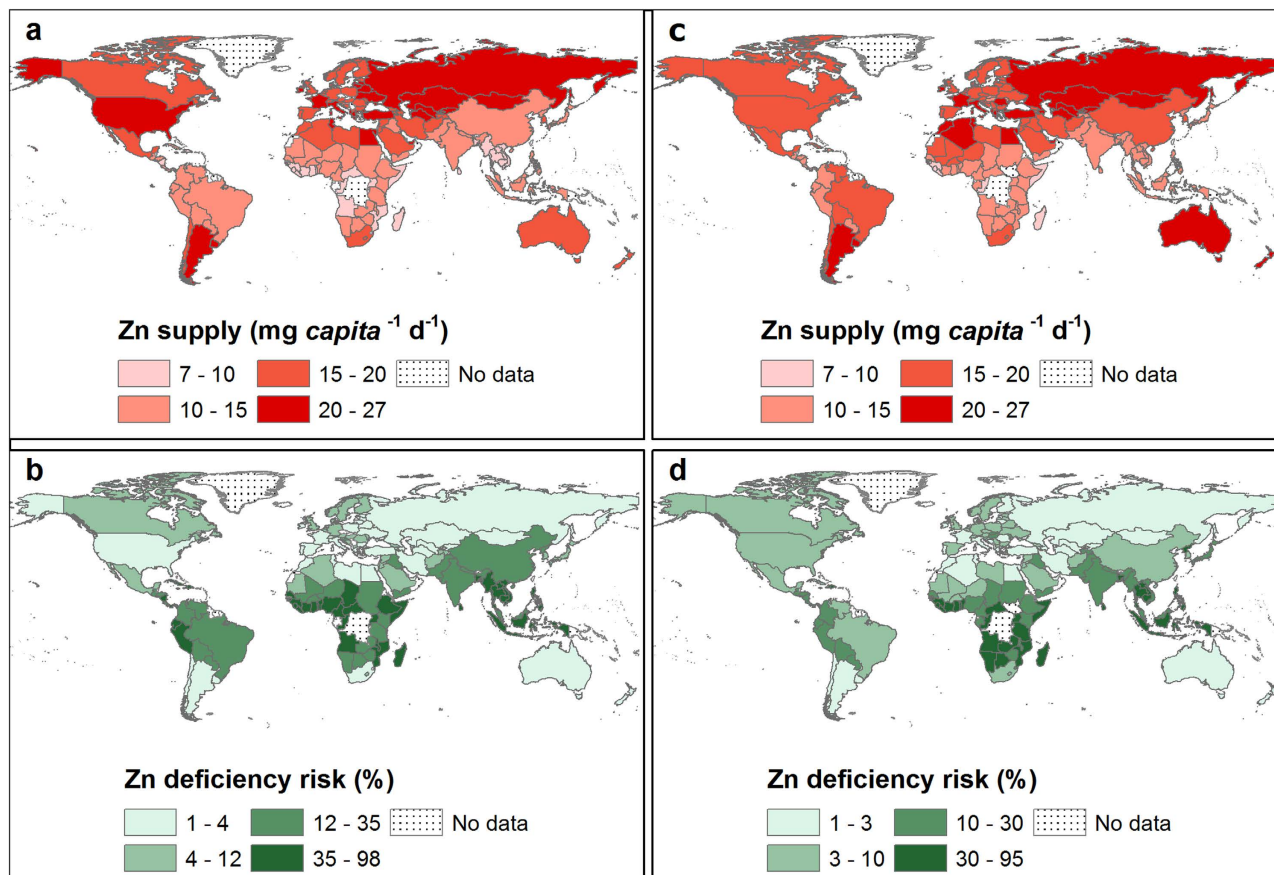 a
Zn supply (mg capita ⁻¹ d⁻¹)
7 - 10
15 - 20
No data
10 - 15
20 - 27
c
Zn supply (mg capita ⁻¹ d⁻¹)
7 - 10
15 - 20
No data
10 - 15
20 - 27
b
Zn deficiency risk (%)
1 - 4
12 - 35
No data
4 - 12
35 - 98
d
Zn deficiency risk (%)
1 - 3
10 - 30
No data
3 - 10
30 - 95